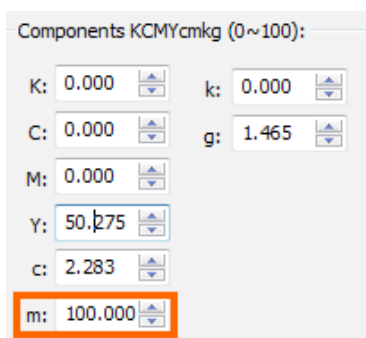 Components KCMYcmkg (0~100):
K: 0.000 k: 0.000
C: 0.000 g: 1.465
M: 0.000
Y: 50.275
c: 2.283
m: 100.000